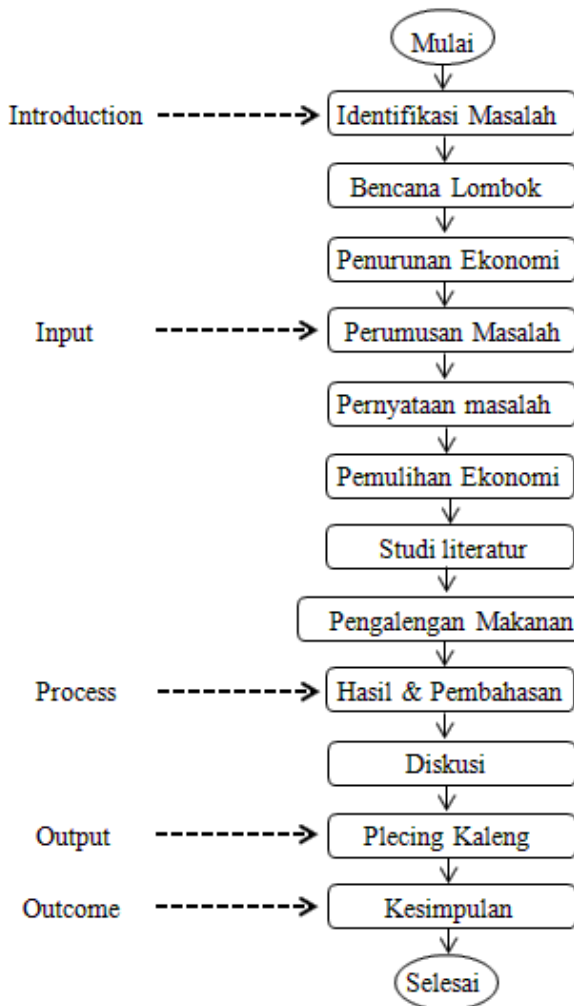 Mulai
Introduction
Identifikasi Masalah
Bencana Lombok
Penurunan Ekonomi
Input
Perumusan Masalah
Pernyataan masalah
Pemulihan Ekonomi
Studi literatur
Pengalengan Makanan
Process
Hasil & Pembahasan
Diskusi
Output
Plecing Kaleng
Outcome
Kesimpulan
Selesai